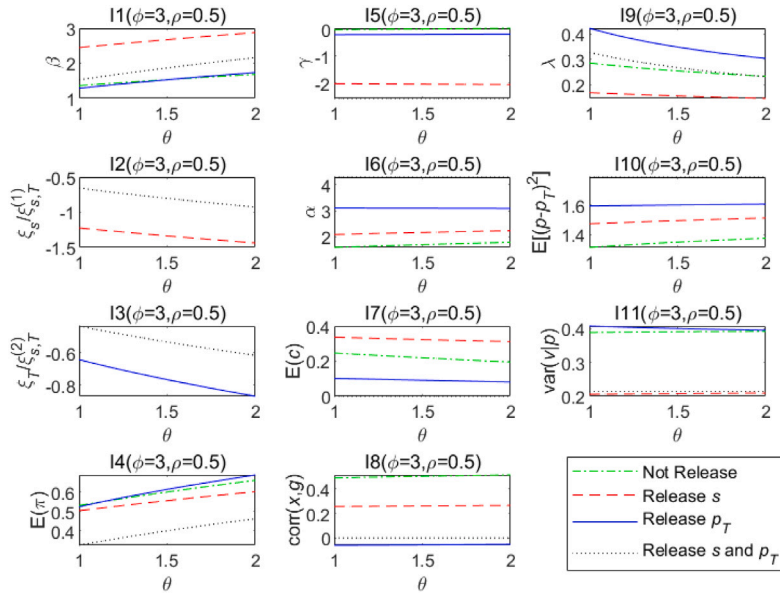 I1(ϕ=3,ρ=0.5)
3
2
1
β
1
1.5
2
θ
I5(ϕ=3,ρ=0.5)
0
-1
-2
γ
1
1.5
2
θ
I9(ϕ=3,ρ=0.5)
0.4
0.3
0.2
λ
1
1.5
2
θ
I2(ϕ=3,ρ=0.5)
-0.5
-1
-1.5
ξ_s/ξ_{s,T}^{(1)}
1
1.5
2
θ
I6(ϕ=3,ρ=0.5)
4
3
2
α
1
1.5
2
θ
I10(ϕ=3,ρ=0.5)
1.6
1.4
E[(p-p_T)^2]
1
1.5
2
θ
I3(ϕ=3,ρ=0.5)
-0.6
-0.8
ξ_T/ξ_{s,T}^{(2)}
1
1.5
2
θ
I7(ϕ=3,ρ=0.5)
0.4
0.2
0
E(c)
1
1.5
2
θ
I11(ϕ=3,ρ=0.5)
0.4
0.3
0.2
var(v|p)
1
1.5
2
θ
I4(ϕ=3,ρ=0.5)
0.6
0.5
0.4
E(π)
1
1.5
2
θ
I8(ϕ=3,ρ=0.5)
0.4
0.2
0
corr(x,g)
1
1.5
2
θ
Not Release
Release s
Release p_T
Release s and p_T